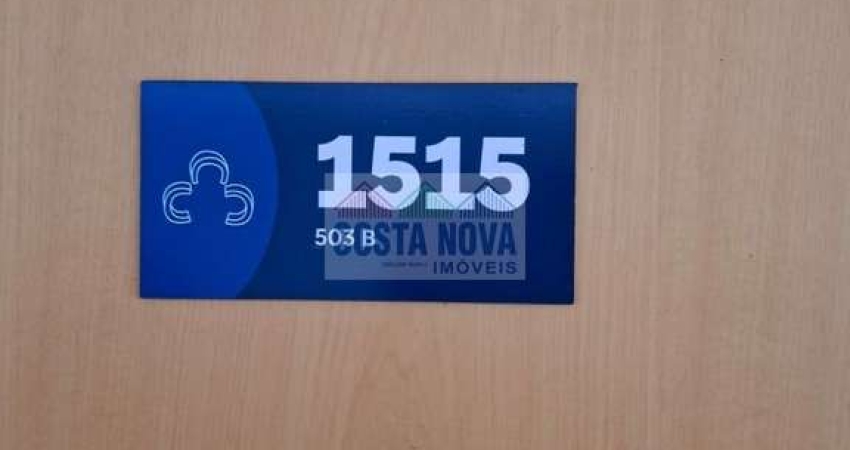 1515
503 B
COSTA NOVA
IMÓVEIS